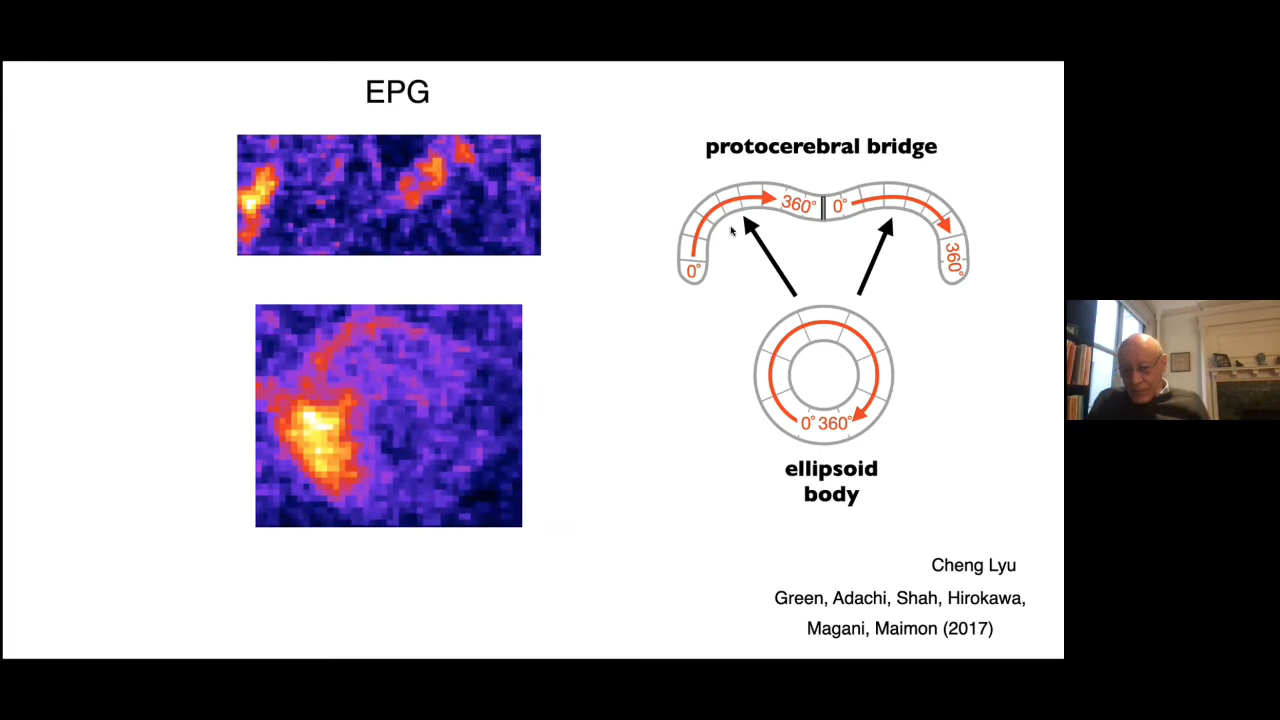 EPG
protocerebral bridge
360° 0°
0° 360°
0° 360°
ellipsoid
body
Cheng Lyu
Green, Adachi, Shah, Hirokawa,
Magani, Maimon (2017)